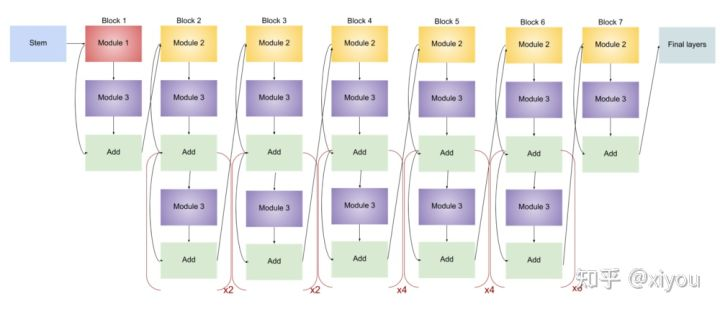 Block 1 Block 2 Block 3 Block 4 Block 5 Block 6 Block 7
Stem Module 1 Module 2 Module 2 Module 2 Module 2 Module 2 Module 2 Final layers
Module 3 Module 3 Module 3 Module 3 Module 3 Module 3 Module 3
Add Add Add Add Add Add Add
Module 3 Module 3 Module 3 Module 3 Module 3
Add Add Add Add Add
x2 x2 x4 x4
知乎 @xiyou